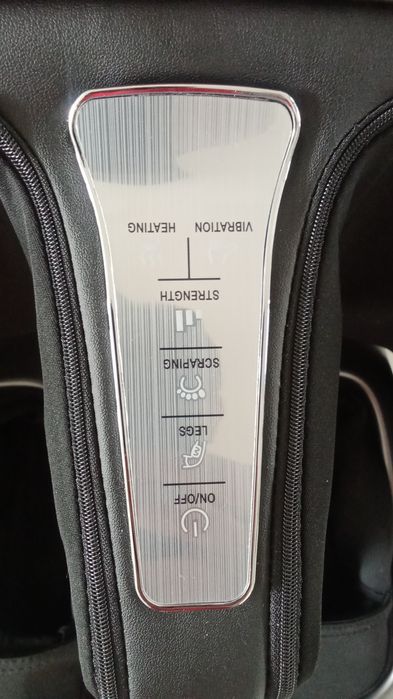 ON/OFF
LEGS
SCRAPING
STRENGTH
VIBRATION HEATING